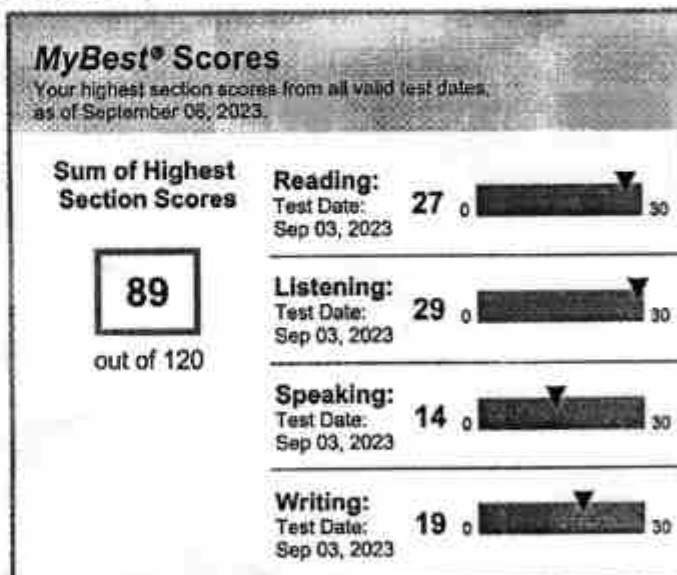 MyBest® Scores
Your highest section scores from all valid test dates,
as of September 06, 2023.
Sum of Highest
Section Scores
89
out of 120
Reading:
Test Date:
Sep 03, 2023
27
0
30
Listening:
Test Date:
Sep 03, 2023
29
0
30
Speaking:
Test Date:
Sep 03, 2023
14
0
30
Writing:
Test Date:
Sep 03, 2023
19
0
30